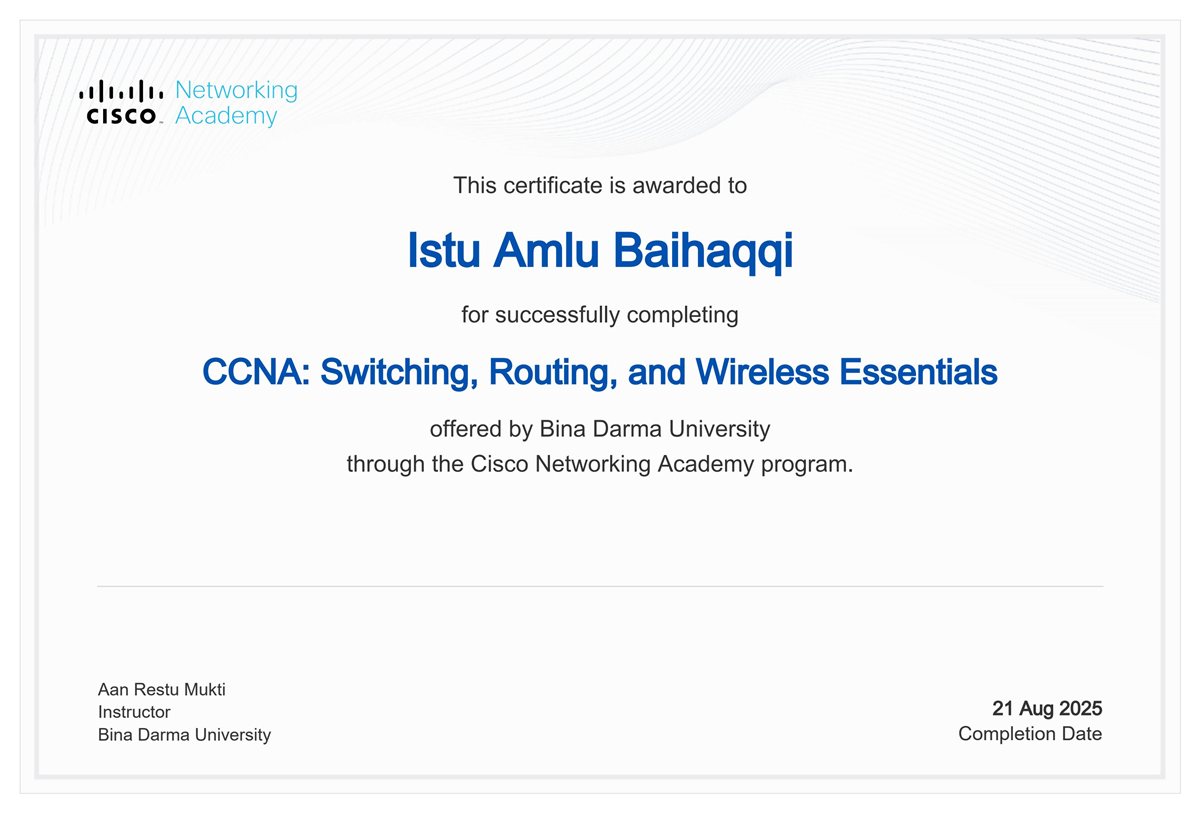 Networking
CISCO Academy
This certificate is awarded to
Istu Amlu Baihaqqi
for successfully completing
CCNA: Switching, Routing, and Wireless Essentials
offered by Bina Darma University
through the Cisco Networking Academy program.
Aan Restu Mukti
Instructor
Bina Darma University
21 Aug 2025
Completion Date